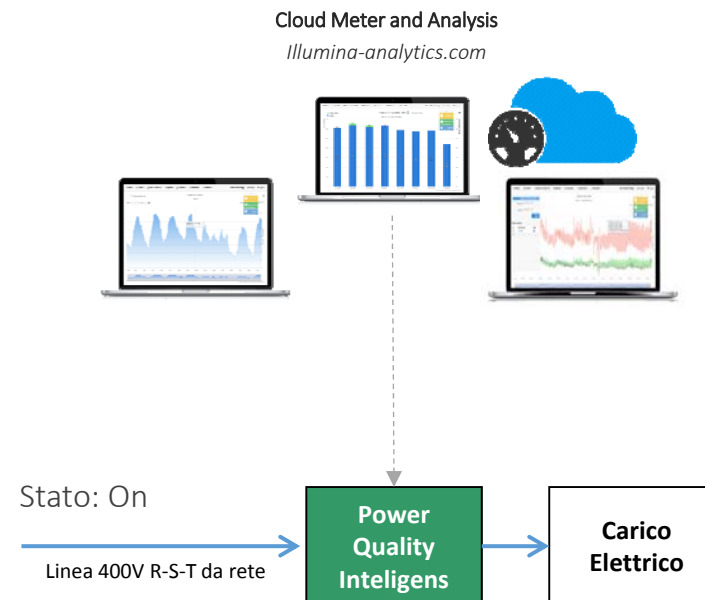 Cloud Meter and Analysis
Illumina-analytics.com
Stato: On
Linea 400V R-S-T da rete
Power
Quality
Inteligens
Carico
Elettrico